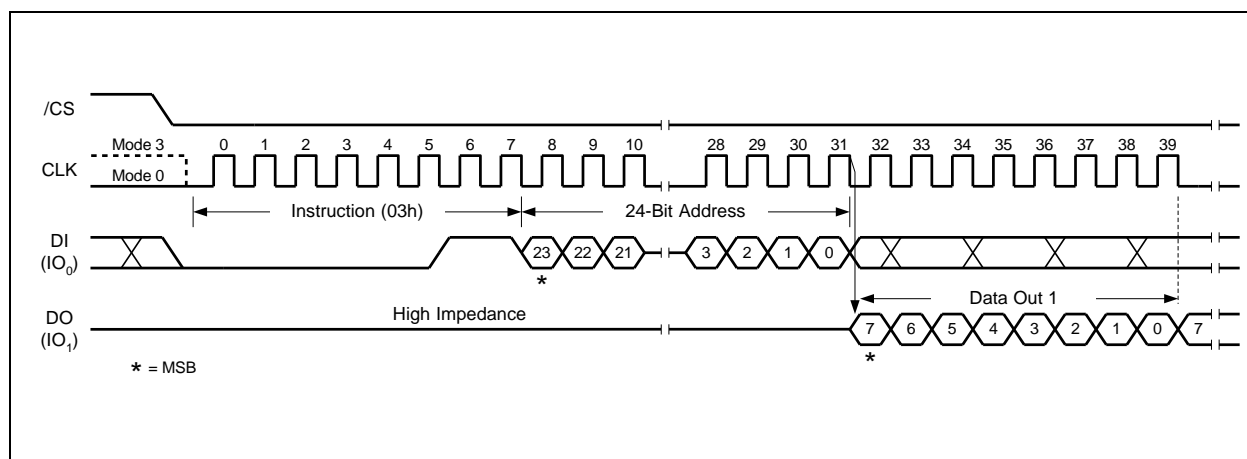 /CS
Mode 3
0 1 2 3 4 5 6 7 8 9 10 28 29 30 31 32 33 34 35 36 37 38 39
CLK
Mode 0
Instruction (03h) 24-Bit Address
DI
(IO0)
23 22 21 3 2 1 0
*
Data Out 1
High Impedance
DO
(IO1)
7 6 5 4 3 2 1 0 7
*
* = MSB